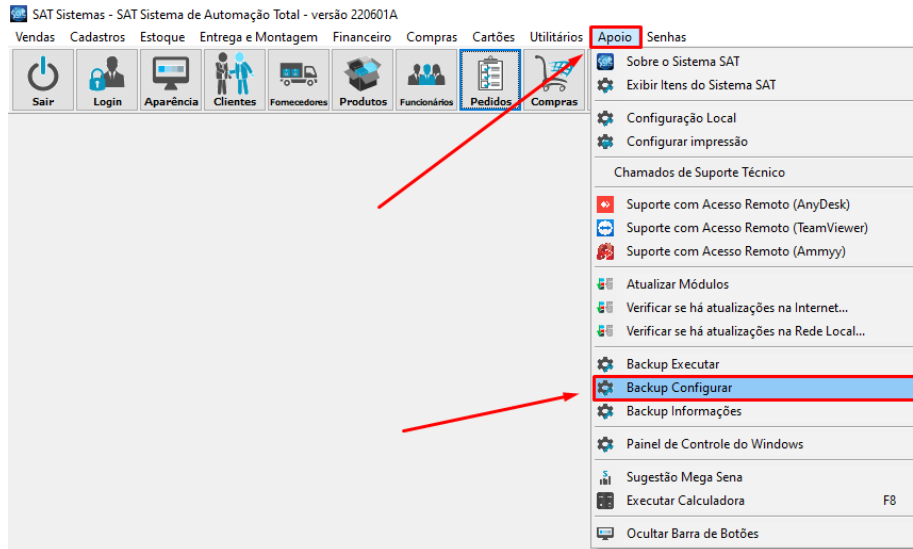 SAT Sistemas - SAT Sistema de Automação Total - versão 220601A
Vendas Cadastros Estoque Entrega e Montagem Financeiro Compras Cartões Utilitários Apoio Senhas
Sair Login Aparência Clientes Fornecedores Produtos Funcionários Pedidos Compras
Sobre o Sistema SAT
Exibir Itens do Sistema SAT
Configuração Local
Configurar impressão
Chamados de Suporte Técnico
Suporte com Acesso Remoto (AnyDesk)
Suporte com Acesso Remoto (TeamViewer)
Suporte com Acesso Remoto (Ammyy)
Atualizar Módulos
Verificar se há atualizações na Internet...
Verificar se há atualizações na Rede Local...
Backup Executar
Backup Configurar
Backup Informações
Painel de Controle do Windows
Sugestão Mega Sena
Executar Calculadora F8
Ocultar Barra de Botões